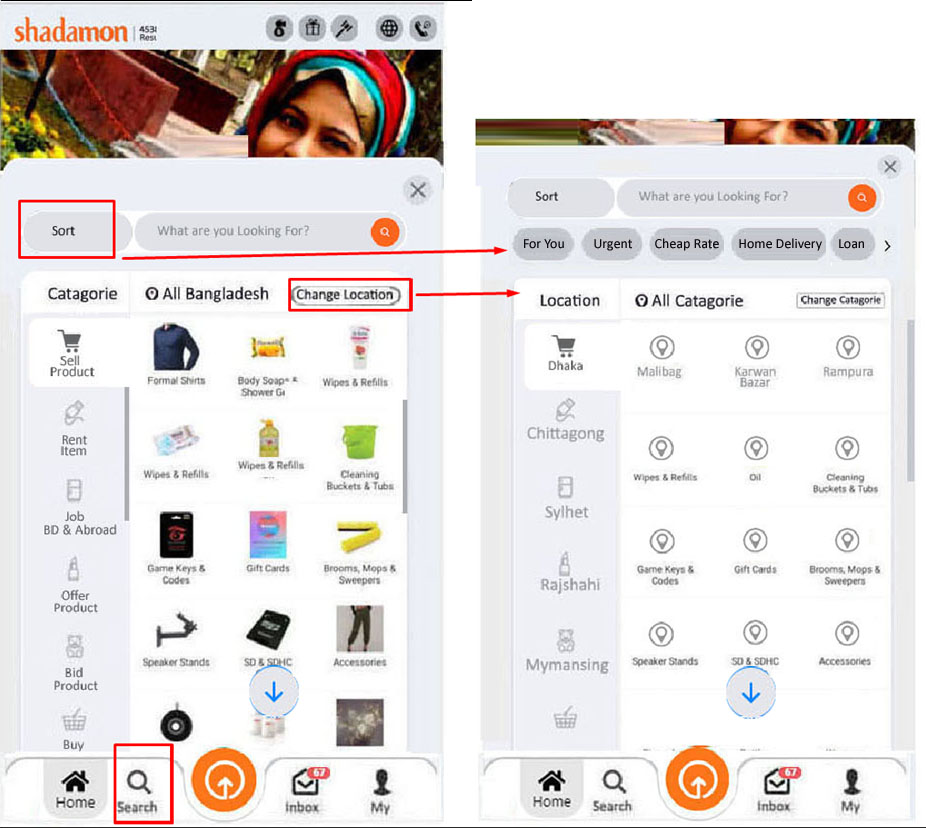 shadamon
453
Resu
Sort
What are you Looking For?
Catagorie
All Bangladesh
Change Location
Sell
Product
Rent
Item
Job
BD & Abroad
Offer
Product
Bid
Product
Buy
Formal Shirts
Body Soap
&
Shower Ge
Wipes & Refills
Wipes & Refills
Wipes & Refills
Cleaning
Buckets & Tubs
Game Keys &
Codes
Gift Cards
Brooms, Mops &
Sweepers
Speaker Stands
SD & SDHC
Accessories
Home
Search
Inbox
67
My
Sort
What are you Looking For?
For You
Urgent
Cheap Rate
Home Delivery
Loan
Location
All Catagorie
Change Catagorie
Dhaka
Chittagong
Sylhet
Rajshahi
Mymansing
Malibag
Karwan
Bazar
Rampura
Wipes & Refills
Oil
Cleaning
Buckets & Tubs
Game Keys &
Codes
Gift Cards
Brooms, Mops &
Sweepers
Speaker Stands
SD & SDHC
Accessories
Home
Search
Inbox
67
My